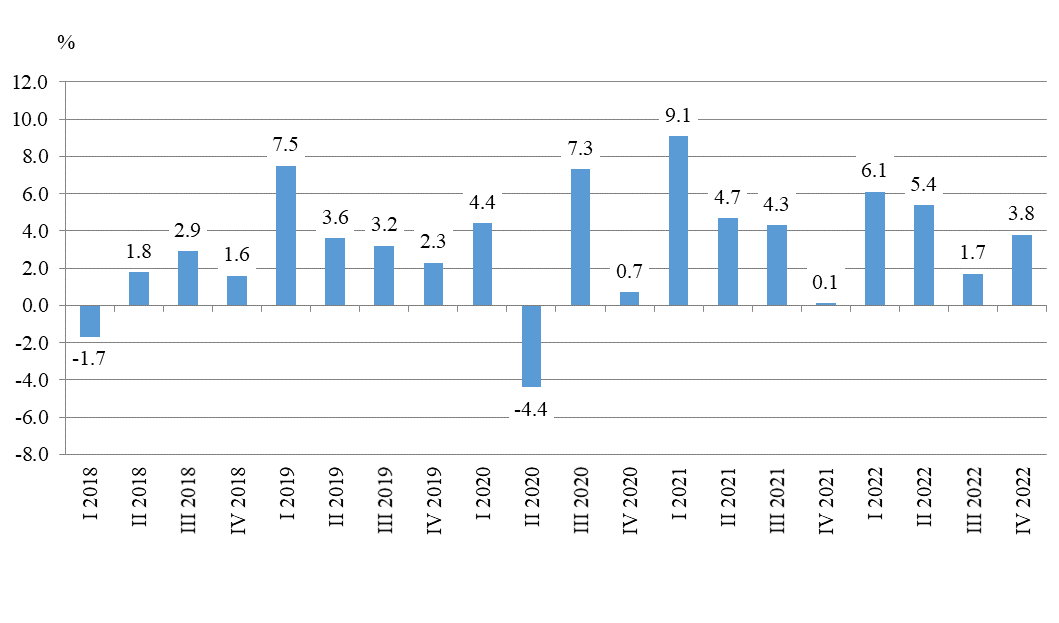 %
12.0
10.0
8.0
6.0
4.0
2.0
0.0
-2.0
-4.0
-6.0
-8.0
-1.7
1.8
2.9
1.6
7.5
3.6
3.2
2.3
4.4
-4.4
7.3
0.7
9.1
4.7
4.3
0.1
6.1
5.4
1.7
3.8
I 2018
II 2018
III 2018
IV 2018
I 2019
II 2019
III 2019
IV 2019
I 2020
II 2020
III 2020
IV 2020
I 2021
II 2021
III 2021
IV 2021
I 2022
II 2022
III 2022
IV 2022